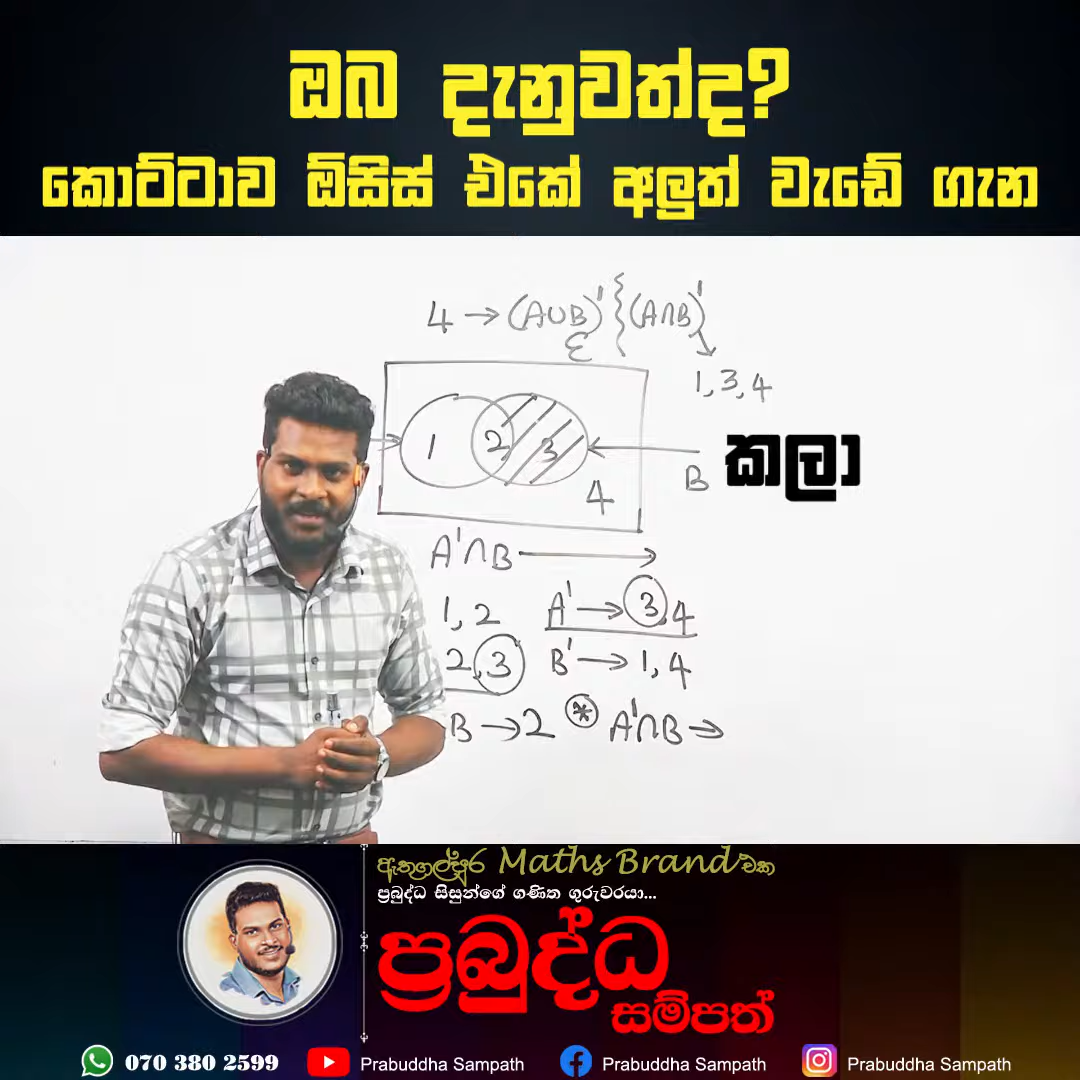 ඔබ දැනුවත්ද?
කොට්ටාව ඕසිස් එකේ අලුත් වැඩේ ගැන
4 → (A∪B)' { (A∩B)'
ε
1, 3, 4
1 2 3
4
B කලා
A'∩B →
1, 2 A' → 3, 4
2, 3 B' → 1, 4
B → 2 * A'∩B →
ඇතුගල්පුර Maths Brand එක
ප්‍රබුද්ධ සිසුන්ගේ ගණිත ගුරුවරයා...
ප්‍රබුද්ධ
සම්පත්
070 380 2599 Prabuddha Sampath Prabuddha Sampath Prabuddha Sampath